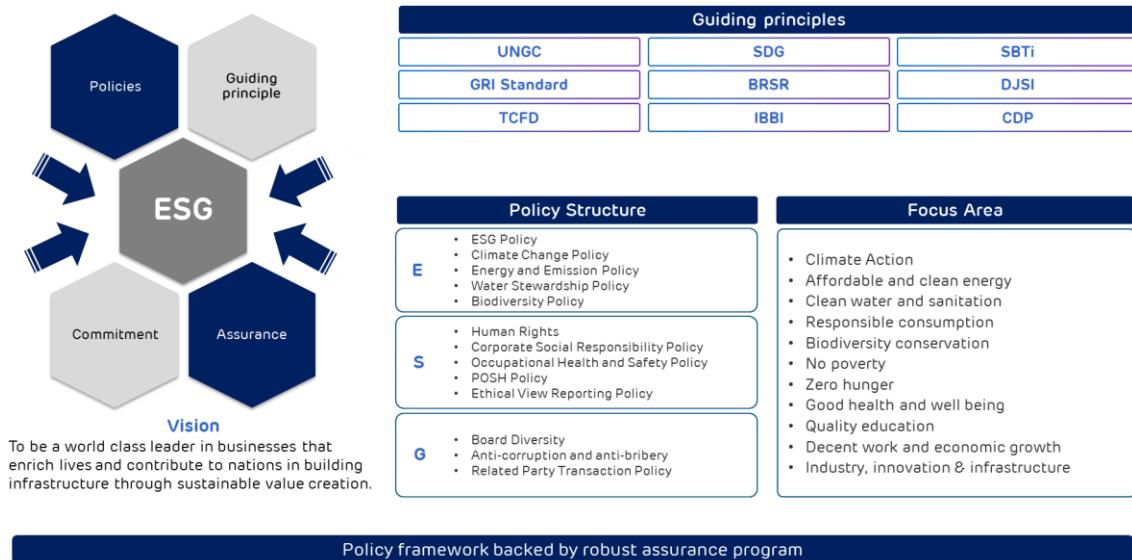 Policies
Guiding
principle
ESG
Commitment
Assurance
Vision
To be a world class leader in businesses that
enrich lives and contribute to nations in building
infrastructure through sustainable value creation.
Guiding principles
UNGC
SDG
SBTi
GRI Standard
BRSR
DJSI
TCFD
IBBI
CDP
Policy Structure
E
• ESG Policy
• Climate Change Policy
• Energy and Emission Policy
• Water Stewardship Policy
• Biodiversity Policy
S
• Human Rights
• Corporate Social Responsibility Policy
• Occupational Health and Safety Policy
• POSH Policy
• Ethical View Reporting Policy
G
• Board Diversity
• Anti-corruption and anti-bribery
• Related Party Transaction Policy
Focus Area
• Climate Action
• Affordable and clean energy
• Clean water and sanitation
• Responsible consumption
• Biodiversity conservation
• No poverty
• Zero hunger
• Good health and well being
• Quality education
• Decent work and economic growth
• Industry, innovation & infrastructure
Policy framework backed by robust assurance program